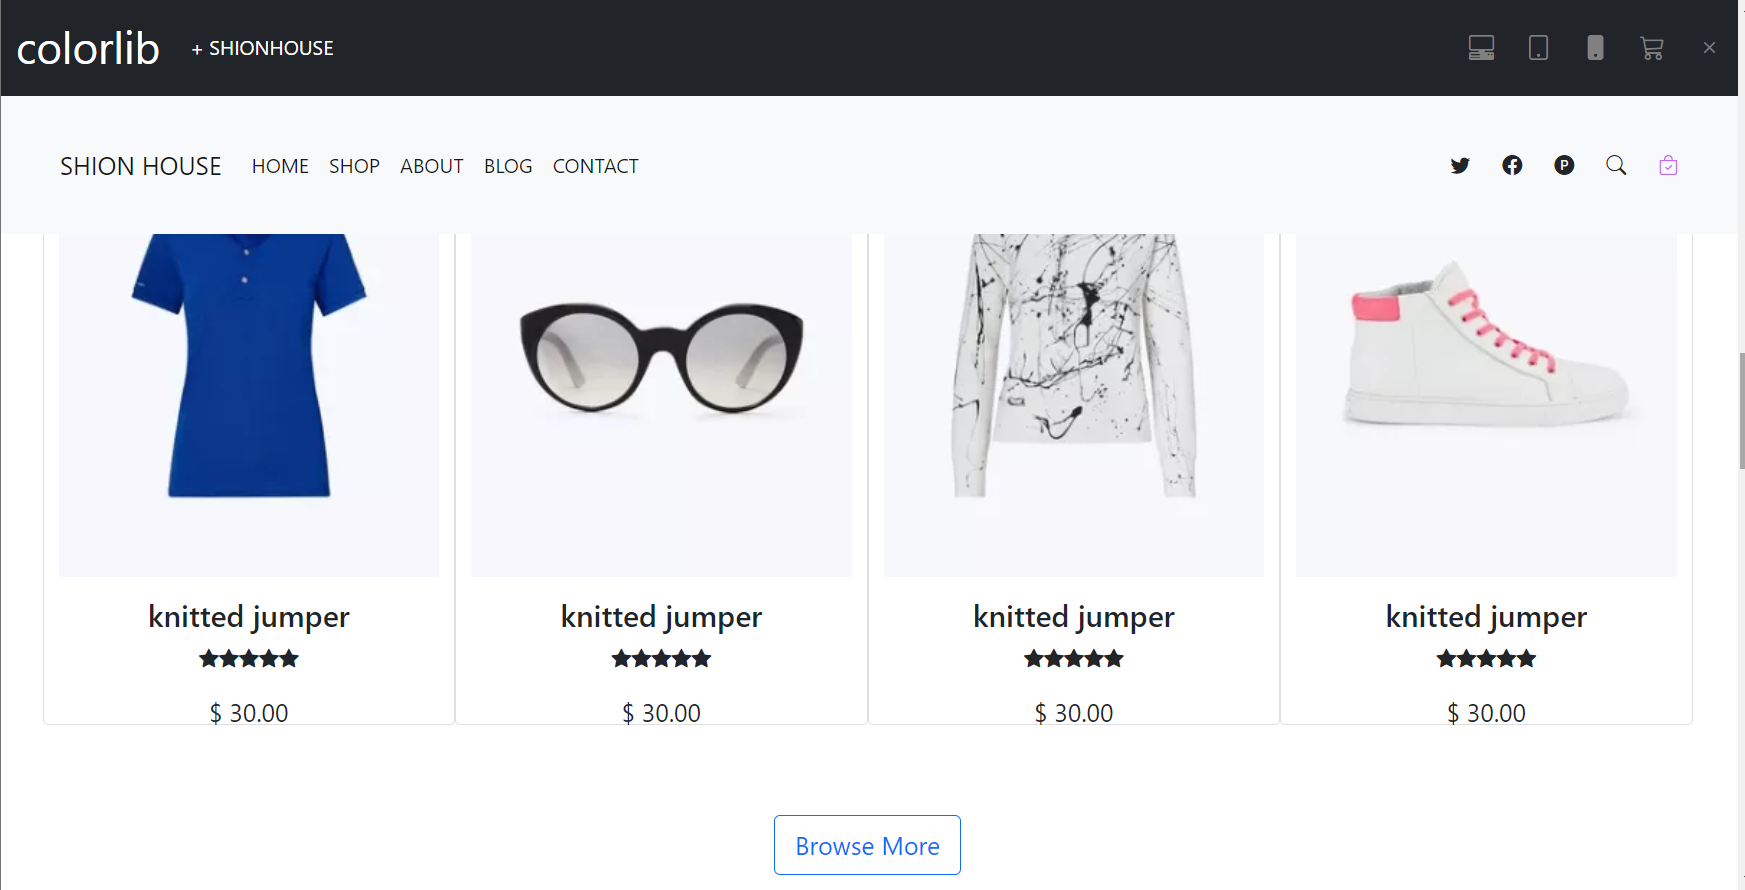 colorlib + SHIONHOUSE
SHION HOUSE HOME SHOP ABOUT BLOG CONTACT
knitted jumper knitted jumper knitted jumper knitted jumper
$ 30.00 $ 30.00 $ 30.00 $ 30.00
Browse More